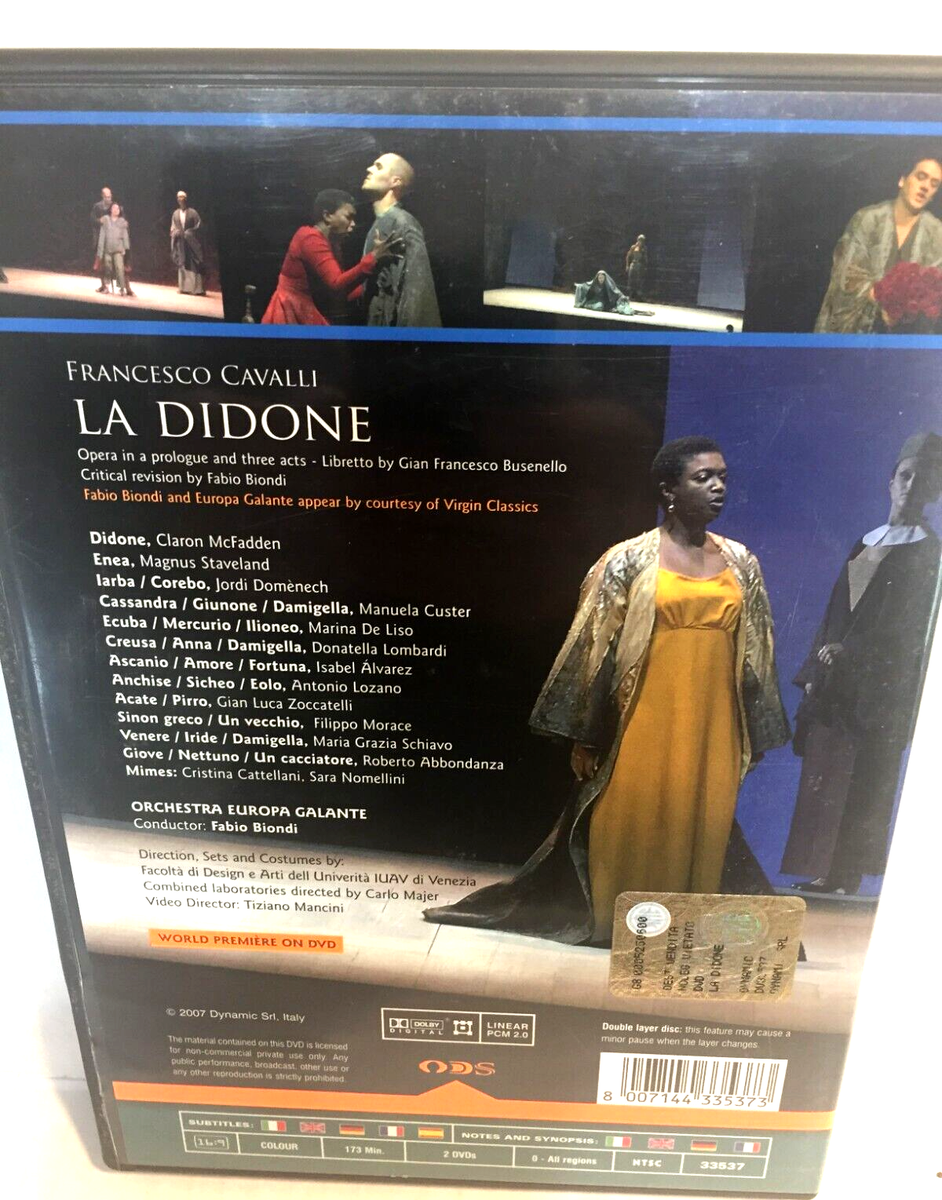 FRANCESCO CAVALLI
LA DIDONE
Opera in a prologue and three acts - Libretto by Gian Francesco Busenello
Critical revision by Fabio Biondi
Fabio Biondi and Europa Galante appear by courtesy of Virgin Classics
Didone, Claron McFadden
Enea, Magnus Staveland
Iarba / Corebo, Jordi Domènech
Cassandra / Giunone / Damigella, Manuela Custer
Ecuba / Mercurio / Ilioneo, Marina De Liso
Creusa / Anna / Damigella, Donatella Lombardi
Ascanio / Amore / Fortuna, Isabel Álvarez
Anchise / Sicheo / Eolo, Antonio Lozano
Acate / Pirro, Gian Luca Zoccatelli
Sinon greco / Un vecchio, Filippo Morace
Venere / Iride / Damigella, Maria Grazia Schiavo
Giove / Nettuno / Un cacciatore, Roberto Abbondanza
Mimes: Cristina Cattellani, Sara Nomellini
ORCHESTRA EUROPA GALANTE
Conductor: Fabio Biondi
Direction, Sets and Costumes by:
Facoltà di Design e Arti dell Univerità IUAV di Venezia
Combined laboratories directed by Carlo Majer
Video Director: Tiziano Mancini
WORLD PREMIÈRE ON DVD
VENDITA
NOLEG VIETATO
DVD
LA DIDONE
DYNAMIC
SRL
© 2007 Dynamic Srl, Italy
The material contained on this DVD is licensed
for non-commercial private use only. Any
public performance, broadcast, other use or
any other reproduction is strictly prohibited.
DOLBY
DIGITAL
LINEAR
PCM 2.0
ODS
Double layer disc: this feature may cause a
minor pause when the layer changes.
8 007144 335373
SUBTITLES:
NOTES AND SYNOPSIS:
16:9
COLOUR
173 Min.
2 DVDs
0 - All regions
NTSC
33537